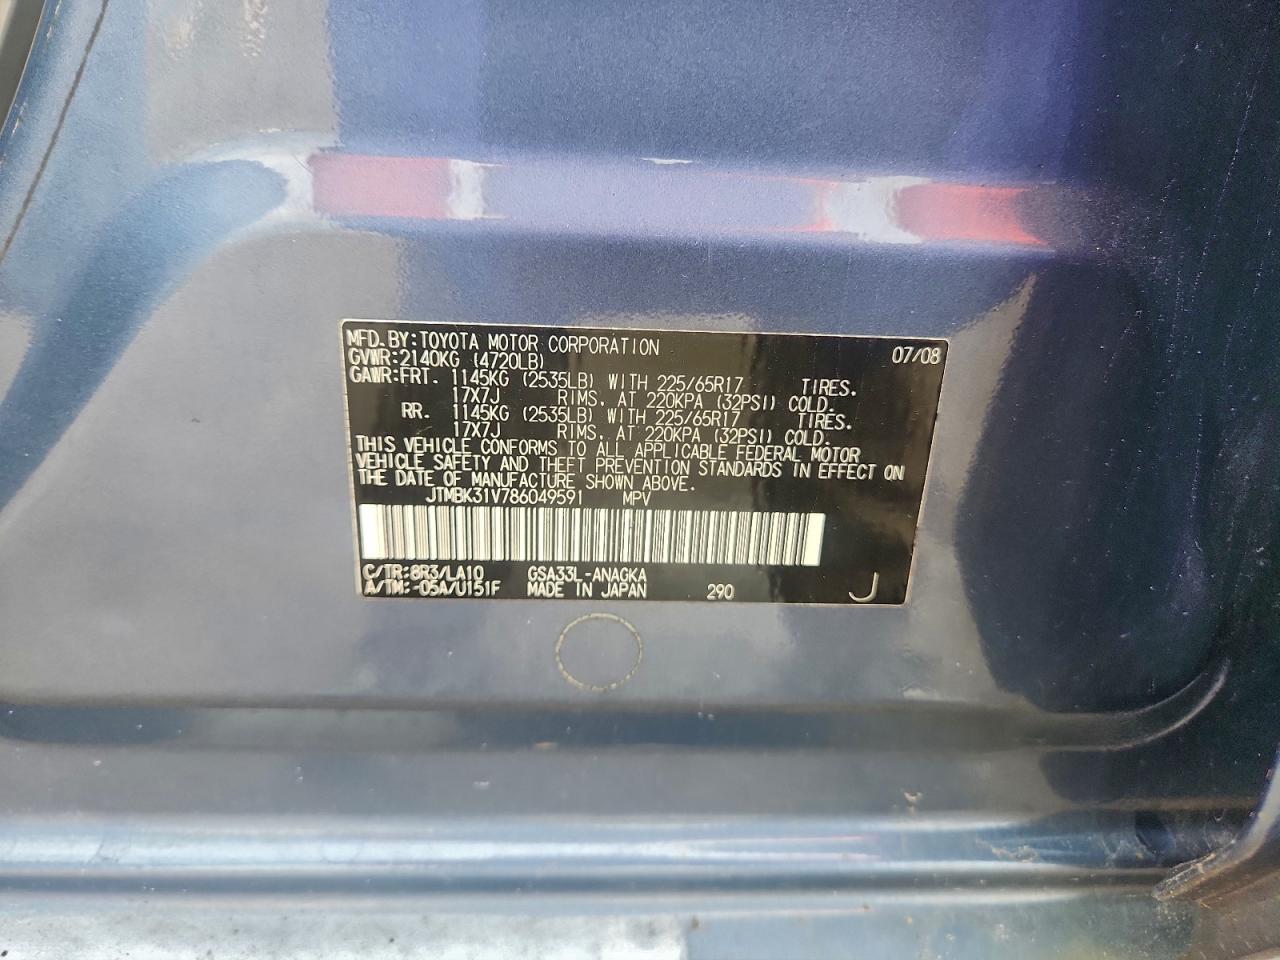 MFD. BY: TOYOTA MOTOR CORPORATION 07/08
GVWR: 2140KG (4720LB)
GAWR: FRT. 1145KG (2535LB) WITH 225/65R17 TIRES.
17X7J RIMS, AT 220KPA (32PSI) COLD.
RR. 1145KG (2535LB) WITH 225/65R17 TIRES.
17X7J RIMS, AT 220KPA (32PSI) COLD.
THIS VEHICLE CONFORMS TO ALL APPLICABLE FEDERAL MOTOR
VEHICLE SAFETY AND THEFT PREVENTION STANDARDS IN EFFECT ON
THE DATE OF MANUFACTURE SHOWN ABOVE.
JTMBK31V786049591 MPV
C/TR: 8R3/LA10 GSA33L-ANAGKA
A/TM: -05A/U151F MADE IN JAPAN 290 J